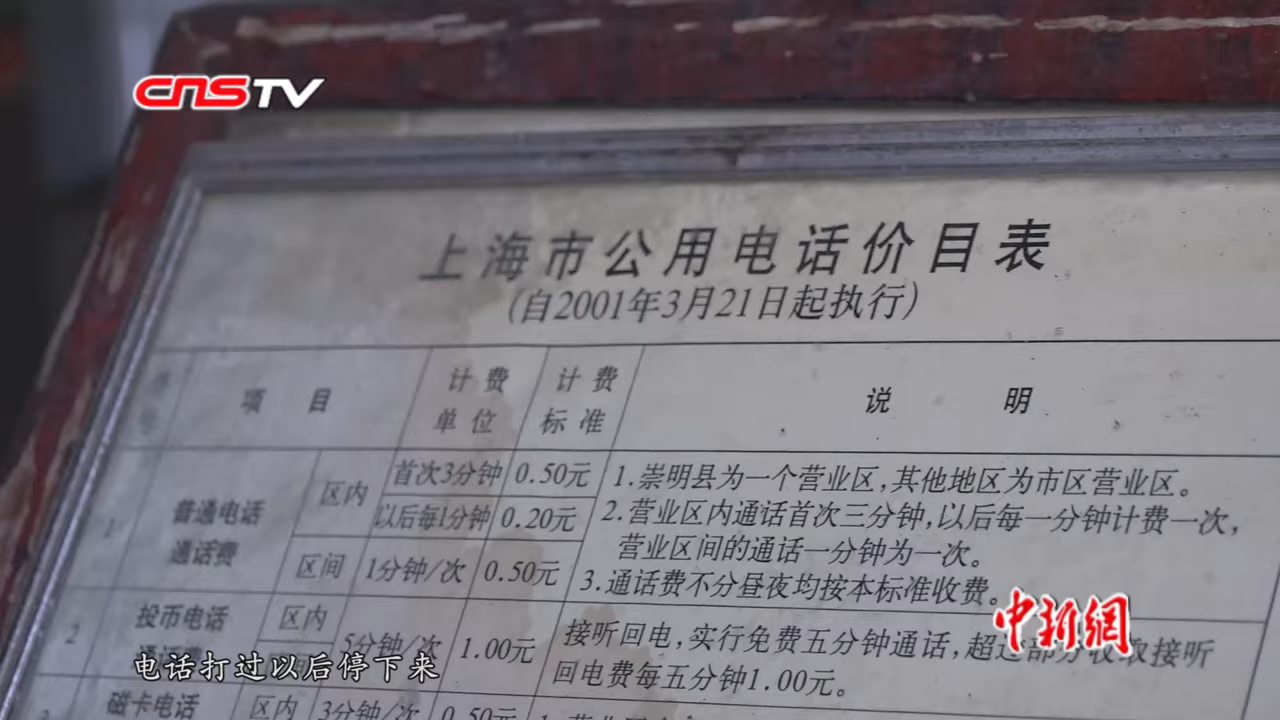 CNSTV
上海市公用电话价目表
(自2001年3月21日起执行)
项目
计费单位
计费标准
说明
1
普通电话
通话费
区内
首次3分钟
0.50元
以后每1分钟
0.20元
区间
1分钟/次
0.50元
1.崇明县为一个营业区,其他地区为市区营业区。
2.营业区内通话首次三分钟,以后每一分钟计费一次,
营业区间的通话一分钟为一次。
3.通话费不分昼夜均按本标准收费。
中新網
2
投币电话
区内
5分钟/次
1.00元
接听回电,实行免费五分钟通话,超过部分收取接听
回电费每五分钟1.00元。
电话打过以后停下来
磁卡电话
区内
3分钟/次
0.50元